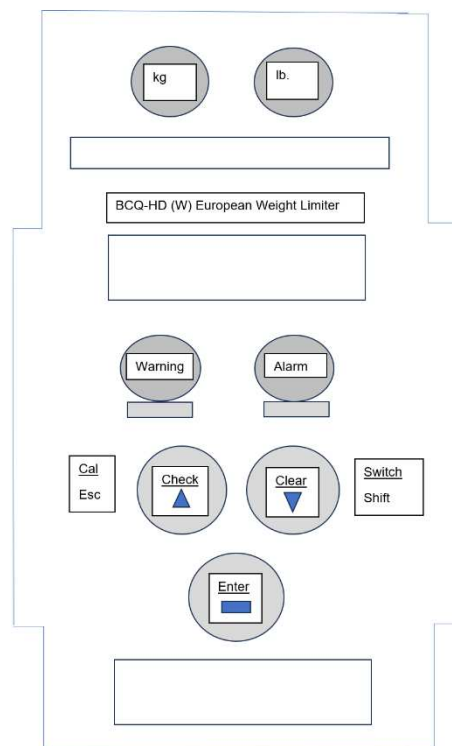 kg
lb.
BCQ-HD (W) European Weight Limiter
Warning
Alarm
Cal
Esc
Check
Clear
Switch
Shift
Enter